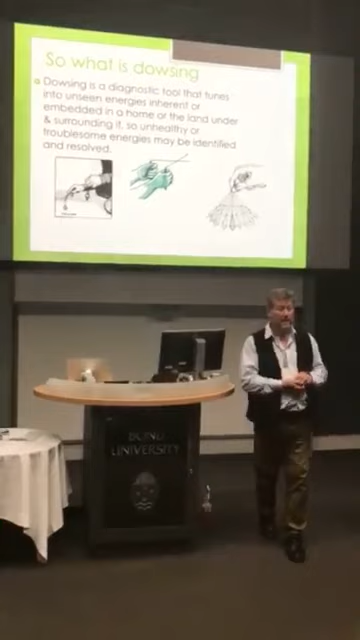 So what is dowsing
Dowsing is a diagnostic tool that tunes
into unseen energies inherent or
embedded in a home or the land under
& surrounding it, so unhealthy or
troublesome energies may be identified
and resolved.
UNIVERSITY